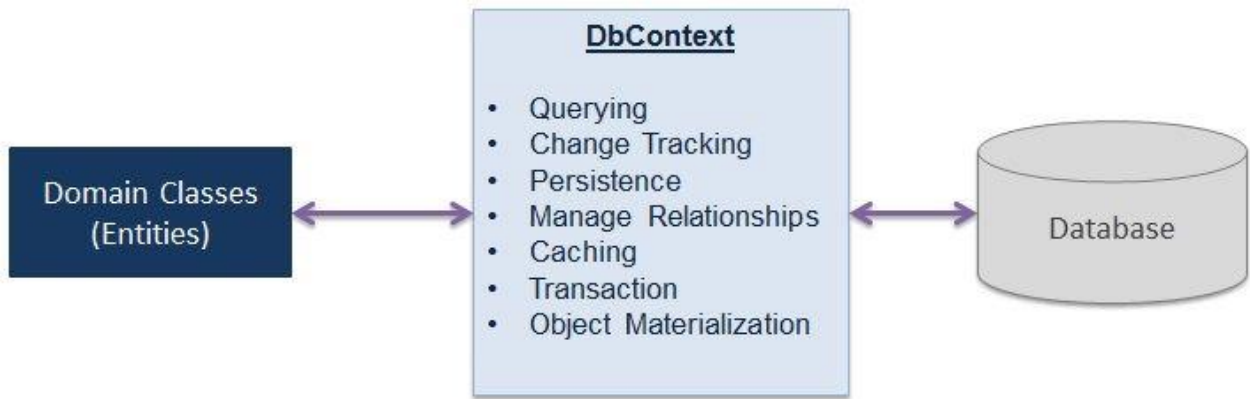 DbContext
• Querying
• Change Tracking
• Persistence
• Manage Relationships
• Caching
• Transaction
• Object Materialization
Domain Classes
(Entities)
Database